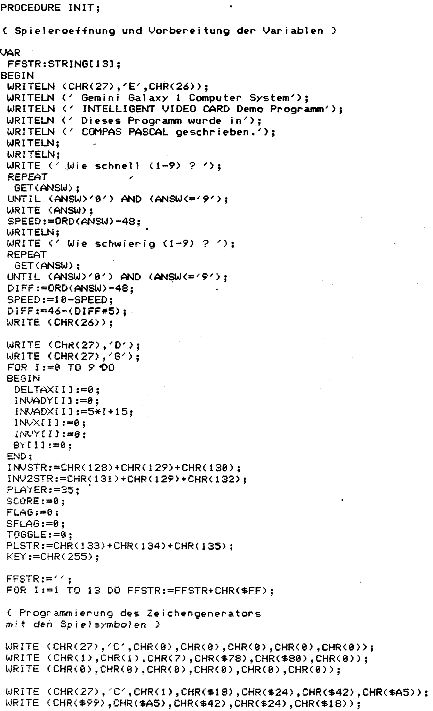 PROCEDURE INIT;
( Spieleroeffnung und Vorbereitung der Variablen )
VAR
FFSTR:STRING[13];
BEGIN
WRITELN (CHR(27),'E',CHR(26));
WRITELN (' Gemini Galaxy 1 Computer System');
WRITELN (' INTELLIGENT VIDEO CARD Demo Programm');
WRITELN (' Dieses Programm wurde in');
WRITELN (' COMPAS PASCAL geschrieben.');
WRITELN;
WRITELN;
WRITE (' Wie schnell (1-9) ? ');
REPEAT
GET(ANSW);
UNTIL (ANSW>'0') AND (ANSW<='9');
WRITE (ANSW);
SPEED:=ORD(ANSW)-48;
WRITELN;
WRITE (' Wie schwierig (1-9) ? ');
REPEAT
GET(ANSW);
UNTIL (ANSW>'0') AND (ANSW<='9');
DIFF:=ORD(ANSW)-48;
SPEED:=10-SPEED;
DIFF:=46-(DIFF*5);
WRITE (CHR(26));
WRITE (CHR(27),'D');
WRITE (CHR(27),'G');
FOR I:=0 TO 9 DO
BEGIN
DELTAX[I]:=0;
INVADY[I]:=0;
INVADX[I]:=5*I+15;
INVX[I]:=0;
INVY[I]:=0;
BY[I]:=0;
END;
INVSTR:=CHR(128)+CHR(129)+CHR(130);
INV2STR:=CHR(131)+CHR(129)+CHR(132);
PLAYER:=35;
SCORE:=0;
FLAG:=0;
SFLAG:=0;
TOGGLE:=0;
PLSTR:=CHR(133)+CHR(134)+CHR(135);
KEY:=CHR(255);
FFSTR:='';
FOR I:=1 TO 13 DO FFSTR:=FFSTR+CHR($FF);
( Programmierung des Zeichengenerators
mit den Spielsymbolen )
WRITE (CHR(27),'C',CHR(0),CHR(0),CHR(0),CHR(0),CHR(0));
WRITE (CHR(1),CHR(1),CHR(7),CHR($78),CHR($80),CHR(0));
WRITE (CHR(0),CHR(0),CHR(0),CHR(0),CHR(0));
WRITE (CHR(27),'C',CHR(1),CHR($18),CHR($24),CHR($42),CHR($A5));
WRITE (CHR($99),CHR($A5),CHR($42),CHR($24),CHR($18));